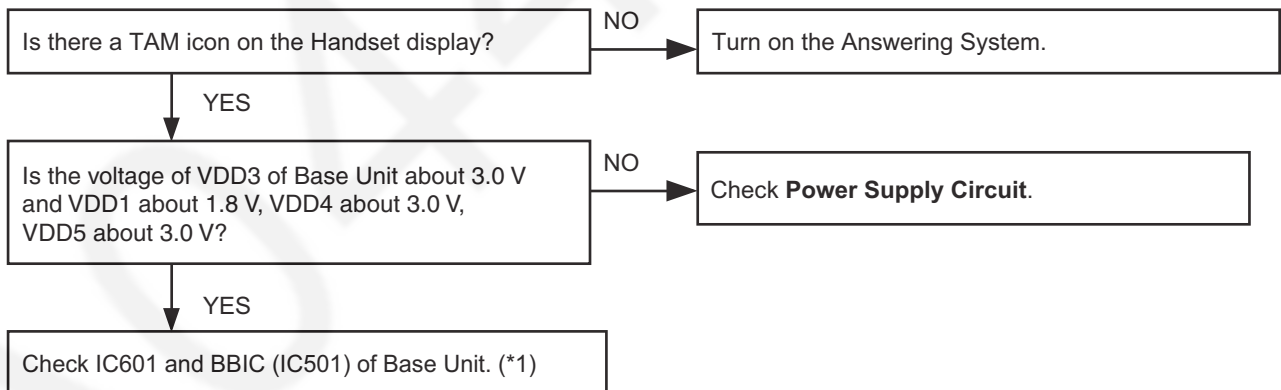 Is there a TAM icon on the Handset display?
NO
Turn on the Answering System.
YES
Is the voltage of VDD3 of Base Unit about 3.0 V
and VDD1 about 1.8 V, VDD4 about 3.0 V,
VDD5 about 3.0 V?
NO
Check Power Supply Circuit.
YES
Check IC601 and BBIC (IC501) of Base Unit. (*1)